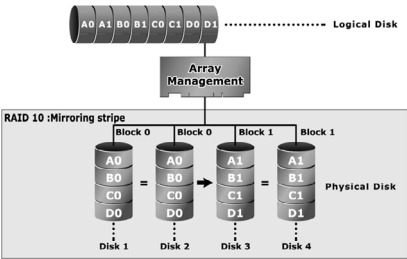 A0 A1 B0 B1 C0 C1 D0 D1 Logical Disk
Array
Management
RAID 10 :Mirroring stripe
Block 0 Block 0 Block 1 Block 1
A0 A0 A1 A1
B0 B0 B1 B1
= =
Physical Disk
C0 C0 C1 C1
D0 D0 D1 D1
Disk 1 Disk 2 Disk 3 Disk 4